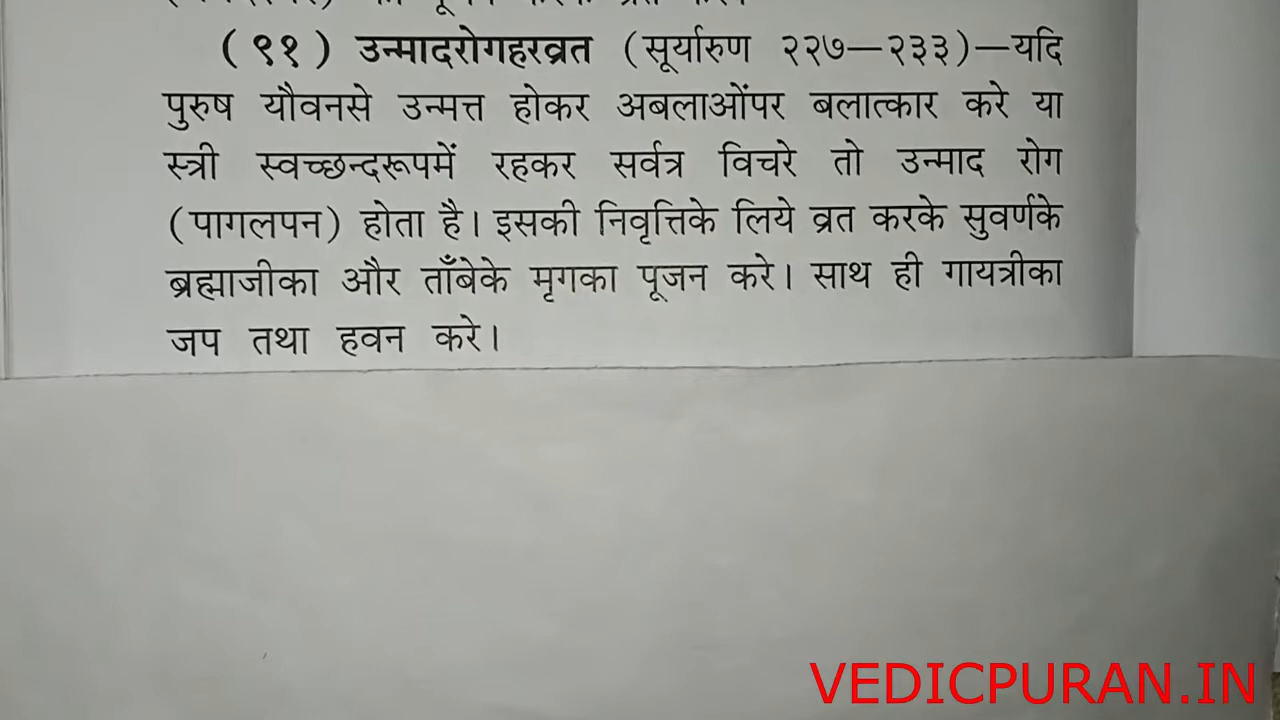 (९१) उन्मादरोगहरव्रत (सूर्यारुण २२७—२३३)—यदि
पुरुष यौवनसे उन्मत्त होकर अबलाओंपर बलात्कार करे या
स्त्री स्वच्छन्दरूपमें रहकर सर्वत्र विचरे तो उन्माद रोग
(पागलपन) होता है। इसकी निवृत्तिके लिये व्रत करके सुवर्णके
ब्रह्माजीका और ताँबेके मृगका पूजन करे। साथ ही गायत्रीका
जप तथा हवन करे।
VEDICPURAN.IN